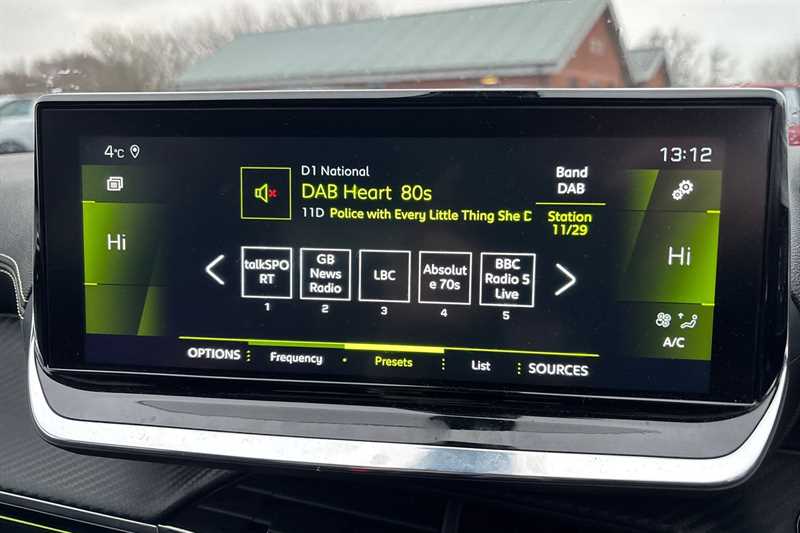 4°C
13:12
D1 National
DAB Heart 80s
11D Police with Every Little Thing She D
Band
DAB
Station
11/29
Hi
Hi
talkSPO
RT
GB
News
Radio
LBC
Absolut
e 70s
BBC
Radio 5
Live
1
2
3
4
5
A/C
OPTIONS
Frequency
Presets
List
SOURCES